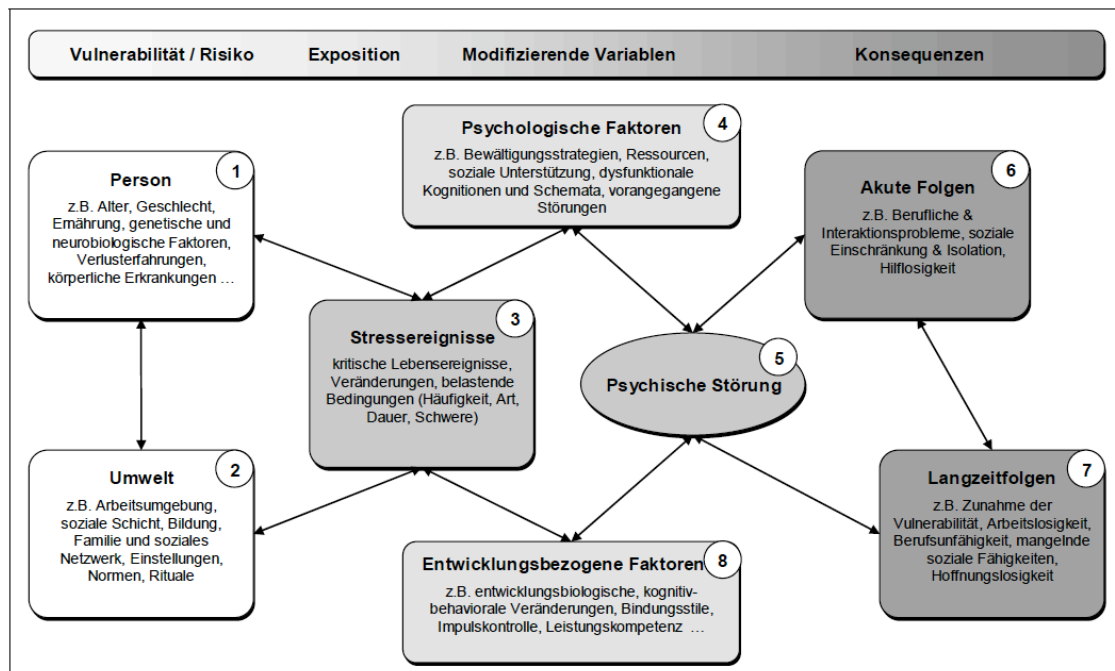 Vulnerabilität / Risiko Exposition Modifizierende Variablen Konsequenzen
1
Person
z.B. Alter, Geschlecht,
Ernährung, genetische und
neurobiologische Faktoren,
Verlusterfahrungen,
körperliche Erkrankungen …
2
Umwelt
z.B. Arbeitsumgebung,
soziale Schicht, Bildung,
Familie und soziales
Netzwerk, Einstellungen,
Normen, Rituale
3
Stressereignisse
kritische Lebensereignisse,
Veränderungen, belastende
Bedingungen (Häufigkeit, Art,
Dauer, Schwere)
4
Psychologische Faktoren
z.B. Bewältigungsstrategien, Ressourcen,
soziale Unterstützung, dysfunktionale
Kognitionen und Schemata, vorangegangene
Störungen
5
Psychische Störung
6
Akute Folgen
z.B. Berufliche &
Interaktionsprobleme, soziale
Einschränkung & Isolation,
Hilflosigkeit
7
Langzeitfolgen
z.B. Zunahme der
Vulnerabilität, Arbeitslosigkeit,
Berufsunfähigkeit, mangelnde
soziale Fähigkeiten,
Hoffnungslosigkeit
8
Entwicklungsbezogene Faktoren
z.B. entwicklungsbiologische, kognitiv-
behaviorale Veränderungen, Bindungsstile,
Impulskontrolle, Leistungskompetenz …